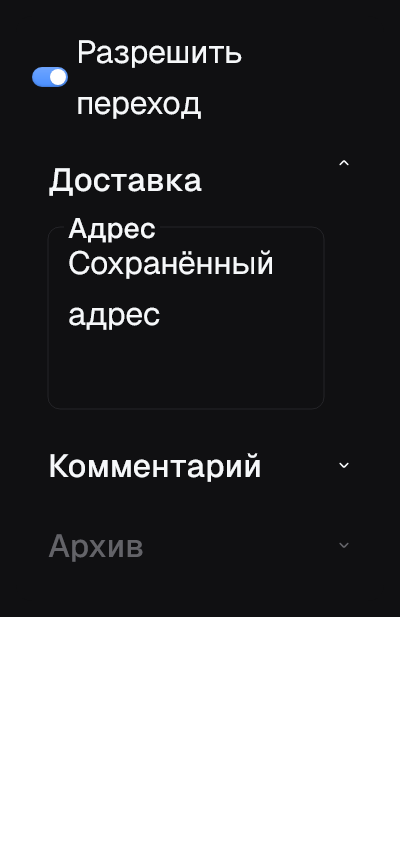 Разрешить
переход
Доставка
Адрес
Сохранённый
адрес
Комментарий
Архив